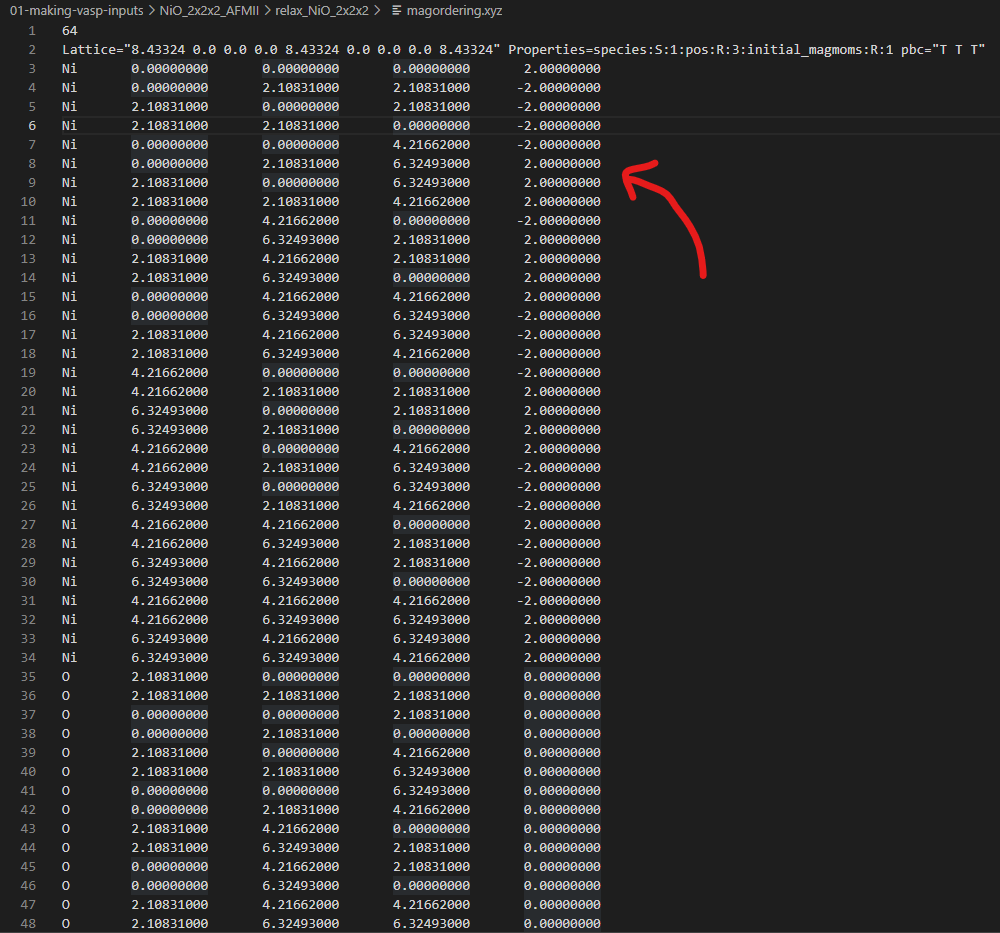 01-making-vasp-inputs > NiO_2x2x2_AFMII > relax_NiO_2x2x2 > magordering.xyz
1 64
2 Lattice="8.43324 0.0 0.0 0.0 8.43324 0.0 0.0 0.0 8.43324" Properties=species:S:1:pos:R:3:initial_magmoms:R:1 pbc="T T T"
3 Ni 0.00000000 0.00000000 0.00000000 2.00000000
4 Ni 0.00000000 2.10831000 2.10831000 -2.00000000
5 Ni 2.10831000 0.00000000 2.10831000 -2.00000000
6 Ni 2.10831000 2.10831000 0.00000000 -2.00000000
7 Ni 0.00000000 0.00000000 4.21662000 -2.00000000
8 Ni 0.00000000 2.10831000 6.32493000 2.00000000
9 Ni 2.10831000 0.00000000 6.32493000 2.00000000
10 Ni 2.10831000 2.10831000 4.21662000 2.00000000
11 Ni 0.00000000 4.21662000 0.00000000 -2.00000000
12 Ni 0.00000000 6.32493000 2.10831000 2.00000000
13 Ni 2.10831000 4.21662000 2.10831000 2.00000000
14 Ni 2.10831000 6.32493000 0.00000000 2.00000000
15 Ni 0.00000000 4.21662000 4.21662000 2.00000000
16 Ni 0.00000000 6.32493000 6.32493000 -2.00000000
17 Ni 2.10831000 4.21662000 6.32493000 -2.00000000
18 Ni 2.10831000 6.32493000 4.21662000 -2.00000000
19 Ni 4.21662000 0.00000000 0.00000000 -2.00000000
20 Ni 4.21662000 2.10831000 2.10831000 2.00000000
21 Ni 6.32493000 0.00000000 2.10831000 2.00000000
22 Ni 6.32493000 2.10831000 0.00000000 2.00000000
23 Ni 4.21662000 0.00000000 4.21662000 2.00000000
24 Ni 4.21662000 2.10831000 6.32493000 -2.00000000
25 Ni 6.32493000 0.00000000 6.32493000 -2.00000000
26 Ni 6.32493000 2.10831000 4.21662000 -2.00000000
27 Ni 4.21662000 4.21662000 0.00000000 2.00000000
28 Ni 4.21662000 6.32493000 2.10831000 -2.00000000
29 Ni 6.32493000 4.21662000 2.10831000 -2.00000000
30 Ni 6.32493000 6.32493000 0.00000000 -2.00000000
31 Ni 4.21662000 4.21662000 4.21662000 -2.00000000
32 Ni 4.21662000 6.32493000 6.32493000 2.00000000
33 Ni 6.32493000 4.21662000 6.32493000 2.00000000
34 Ni 6.32493000 6.32493000 4.21662000 2.00000000
35 O 2.10831000 0.00000000 0.00000000 0.00000000
36 O 2.10831000 2.10831000 2.10831000 0.00000000
37 O 0.00000000 0.00000000 2.10831000 0.00000000
38 O 0.00000000 2.10831000 0.00000000 0.00000000
39 O 2.10831000 0.00000000 4.21662000 0.00000000
40 O 2.10831000 2.10831000 6.32493000 0.00000000
41 O 0.00000000 0.00000000 6.32493000 0.00000000
42 O 0.00000000 2.10831000 4.21662000 0.00000000
43 O 2.10831000 4.21662000 0.00000000 0.00000000
44 O 2.10831000 6.32493000 2.10831000 0.00000000
45 O 0.00000000 4.21662000 2.10831000 0.00000000
46 O 0.00000000 6.32493000 0.00000000 0.00000000
47 O 2.10831000 4.21662000 4.21662000 0.00000000
48 O 2.10831000 6.32493000 6.32493000 0.00000000